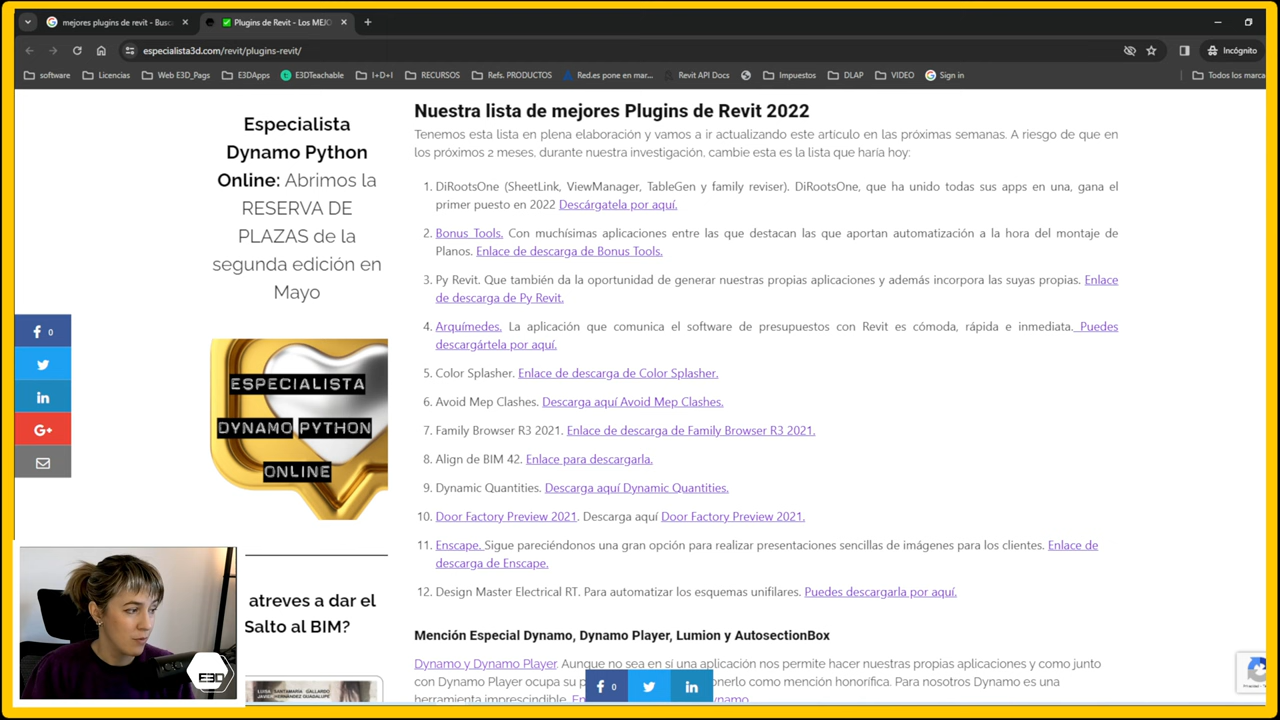 mejores plugins de revit - Busc
Plugins de Revit - Los MEJO
especialista3d.com/revit/plugins-revit/
Incógnito
software
Licencias
Web E3D_Pags
E3DApps
E3DTeachable
I+D+I
RECURSOS
Refs. PRODUCTOS
Red.es pone en mar...
Revit API Docs
Impuestos
DLAP
VIDEO
Sign in
Todos los marca
Especialista
Dynamo Python
Online: Abrimos la
RESERVA DE
PLAZAS de la
segunda edición en
Mayo
ESPECIALISTA
DYNAMO PYTHON
ONLINE
atreves a dar el
Salto al BIM?
LUISA SANTAMARIA GALLARDO
0
G+
E3D
Nuestra lista de mejores Plugins de Revit 2022
Tenemos esta lista en plena elaboración y vamos a ir actualizando este artículo en las próximas semanas. A riesgo de que en
los próximos 2 meses, durante nuestra investigación, cambie esta es la lista que haría hoy:
1. DiRootsOne (SheetLink, ViewManager, TableGen y family reviser). DiRootsOne, que ha unido todas sus apps en una, gana el
primer puesto en 2022 Descárgatela por aquí.
2. Bonus Tools. Con muchísimas aplicaciones entre las que destacan las que aportan automatización a la hora del montaje de
Planos. Enlace de descarga de Bonus Tools.
3. Py Revit. Que también da la oportunidad de generar nuestras propias aplicaciones y además incorpora las suyas propias. Enlace
de descarga de Py Revit.
4. Arquímedes. La aplicación que comunica el software de presupuestos con Revit es cómoda, rápida e inmediata. Puedes
descargártela por aquí.
5. Color Splasher. Enlace de descarga de Color Splasher.
6. Avoid Mep Clashes. Descarga aquí Avoid Mep Clashes.
7. Family Browser R3 2021. Enlace de descarga de Family Browser R3 2021.
8. Align de BIM 42. Enlace para descargarla.
9. Dynamic Quantities. Descarga aquí Dynamic Quantities.
10. Door Factory Preview 2021. Descarga aquí Door Factory Preview 2021.
11. Enscape. Sigue pareciéndonos una gran opción para realizar presentaciones sencillas de imágenes para los clientes. Enlace de
descarga de Enscape.
12. Design Master Electrical RT. Para automatizar los esquemas unifilares. Puedes descargarla por aquí.
Mención Especial Dynamo, Dynamo Player, Lumion y AutosectionBox
Dynamo y Dynamo Player. Aunque no sea en sí una aplicación nos permite hacer nuestras propias aplicaciones y como junto
con Dynamo Player ocupa su p onerlo como mención honorífica. Para nosotros Dynamo es una
herramienta imprescindible. En
0